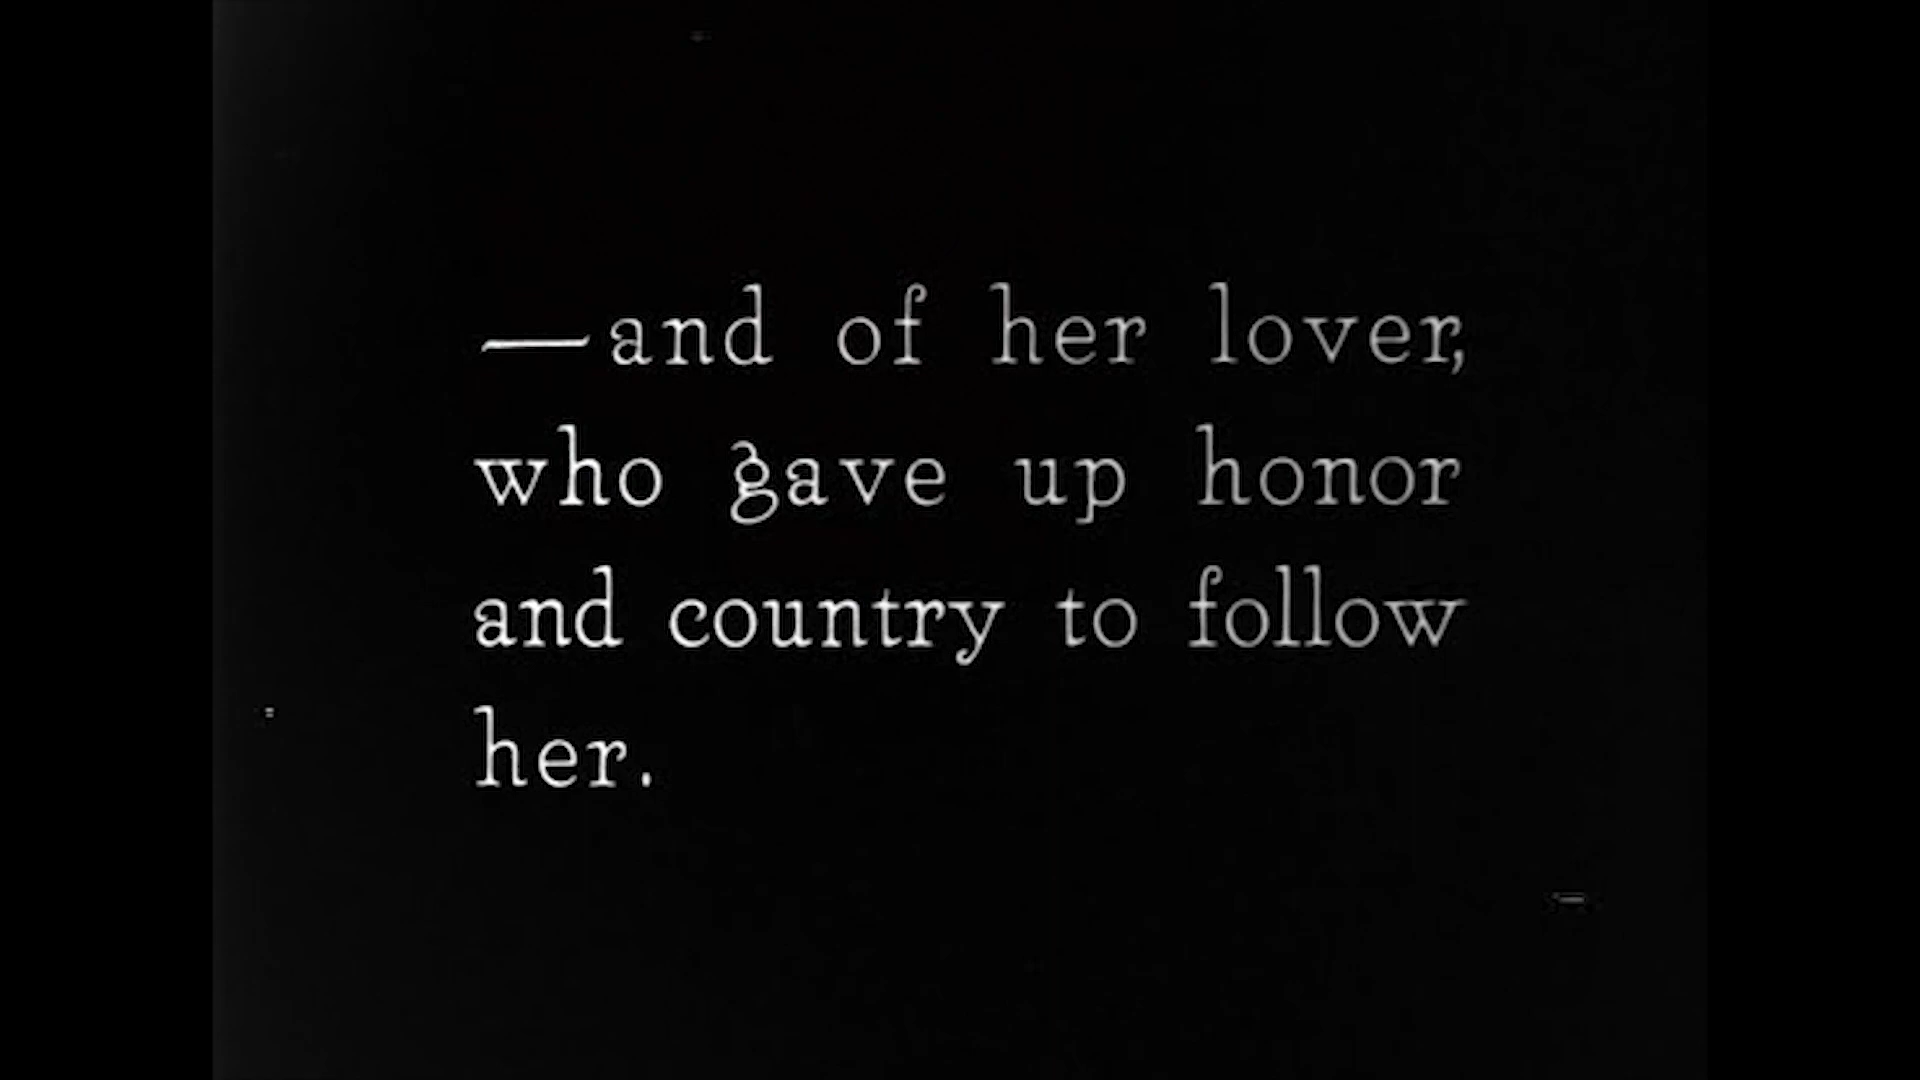 —and of her lover,
who gave up honor
and country to follow
her.